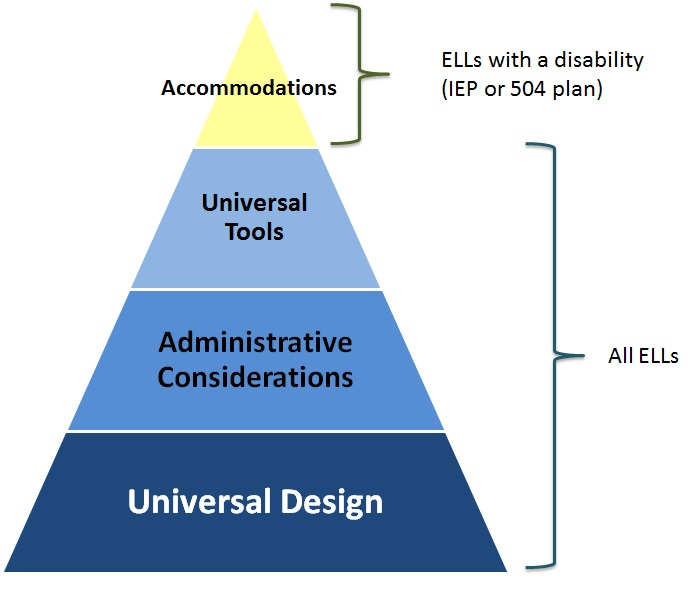 Accommodations
ELLs with a disability
(IEP or 504 plan)
Universal
Tools
Administrative
Considerations
All ELLs
Universal Design